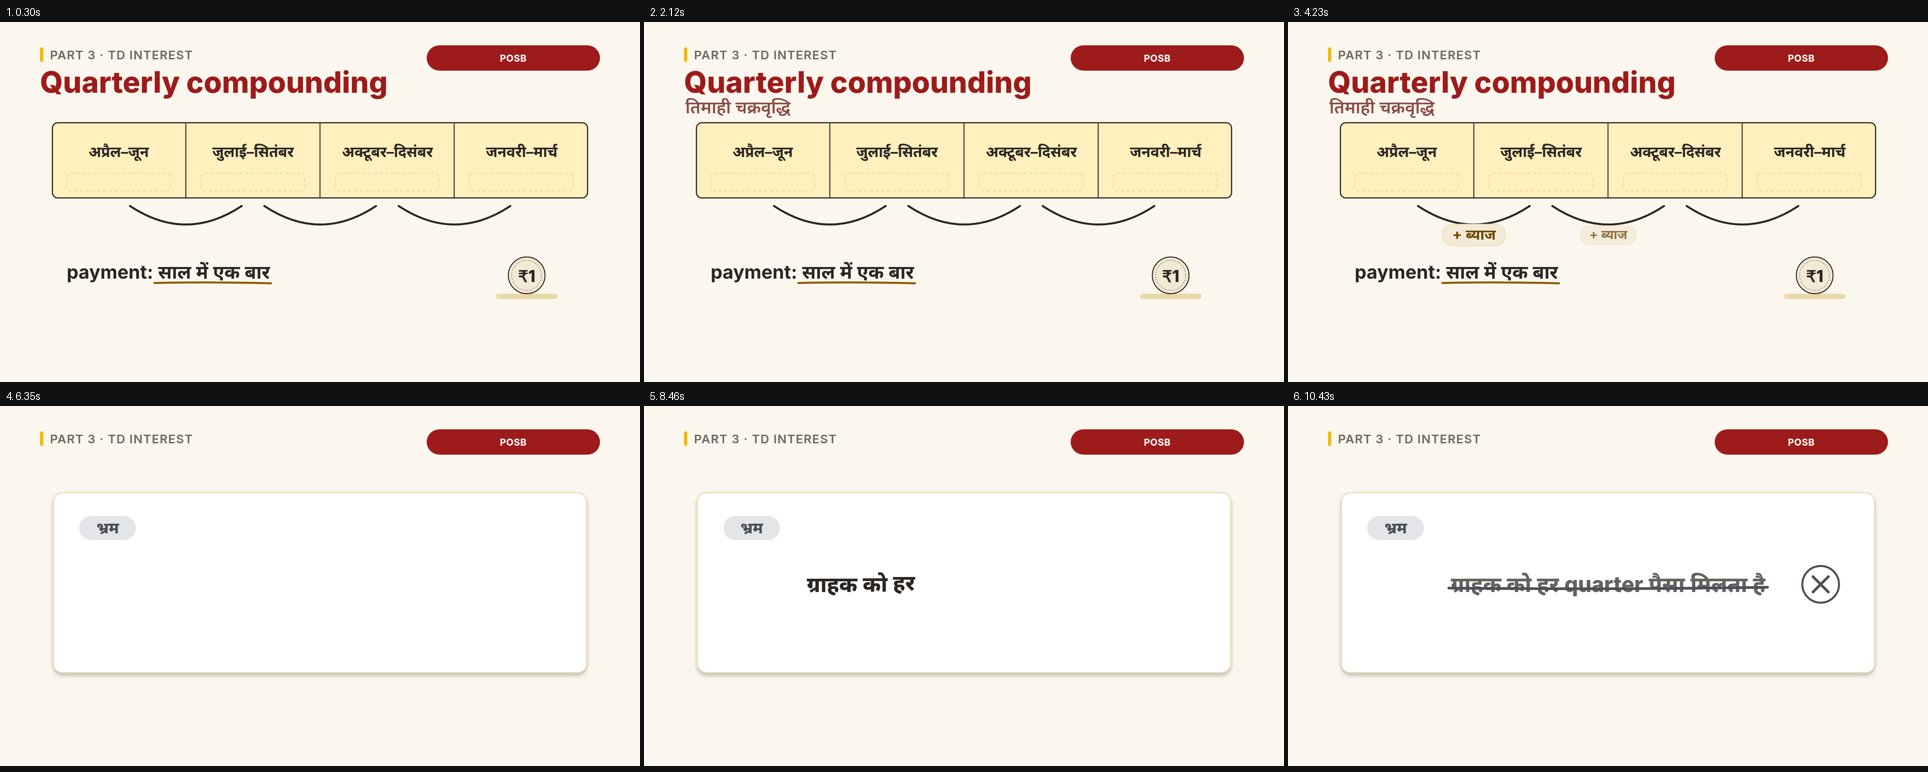 1. 0.30s
PART 3 · TD INTEREST
POSB
Quarterly compounding
अप्रैल–जून
जुलाई–सितंबर
अक्टूबर–दिसंबर
जनवरी–मार्च
payment: साल में एक बार
₹1
2. 2.12s
PART 3 · TD INTEREST
POSB
Quarterly compounding
तिमाही चक्रवृद्धि
अप्रैल–जून
जुलाई–सितंबर
अक्टूबर–दिसंबर
जनवरी–मार्च
payment: साल में एक बार
₹1
3. 4.23s
PART 3 · TD INTEREST
POSB
Quarterly compounding
तिमाही चक्रवृद्धि
अप्रैल–जून
जुलाई–सितंबर
अक्टूबर–दिसंबर
जनवरी–मार्च
+ ब्याज
+ ब्याज
payment: साल में एक बार
₹1
4. 6.35s
PART 3 · TD INTEREST
POSB
भ्रम
5. 8.46s
PART 3 · TD INTEREST
POSB
भ्रम
ग्राहक को हर
6. 10.43s
PART 3 · TD INTEREST
POSB
भ्रम
ग्राहक को हर quarter पैसा मिलता है